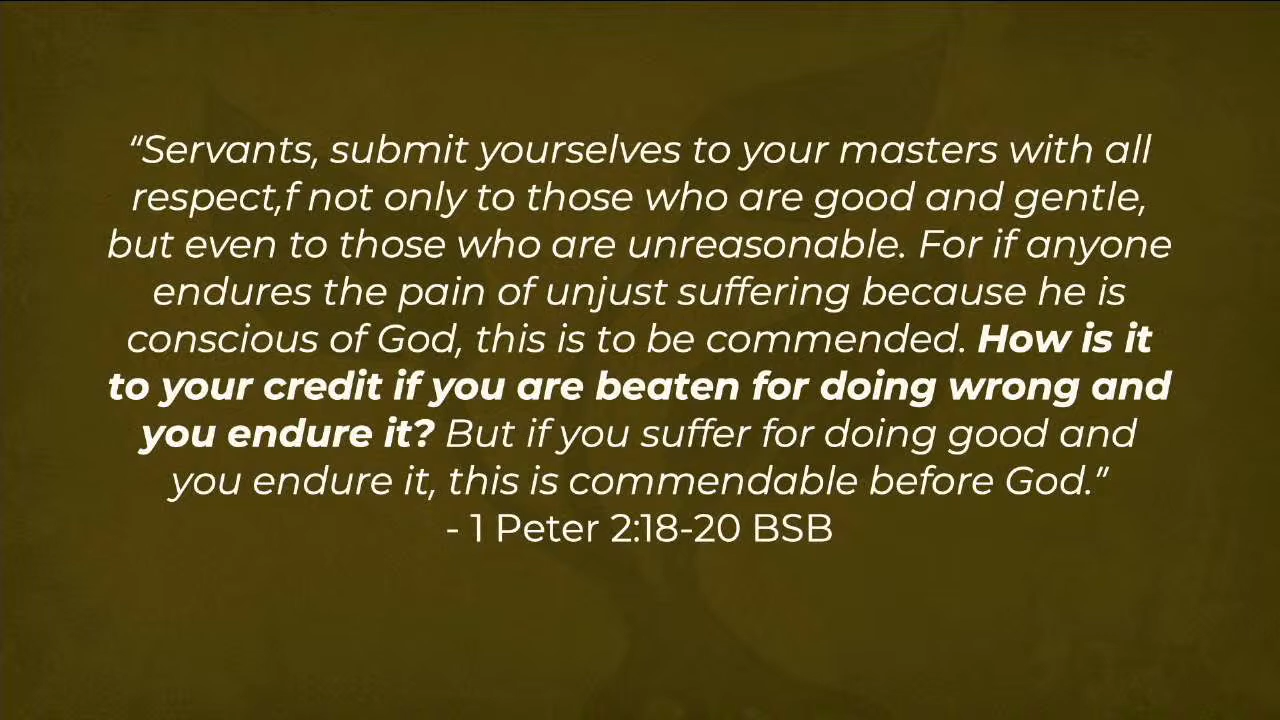 “Servants, submit yourselves to your masters with all
respect,f not only to those who are good and gentle,
but even to those who are unreasonable. For if anyone
endures the pain of unjust suffering because he is
conscious of God, this is to be commended. How is it
to your credit if you are beaten for doing wrong and
you endure it? But if you suffer for doing good and
you endure it, this is commendable before God.”
- 1 Peter 2:18-20 BSB